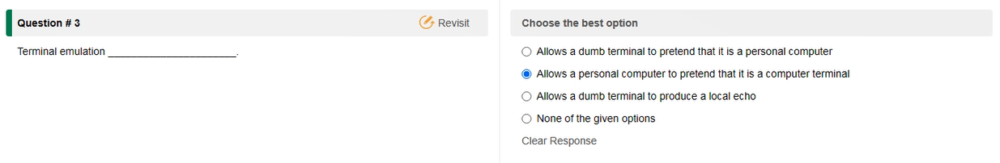 Question # 3
Revisit
Terminal emulation ______________________.
Choose the best option
Allows a dumb terminal to pretend that it is a personal computer
Allows a personal computer to pretend that it is a computer terminal
Allows a dumb terminal to produce a local echo
None of the given options
Clear Response